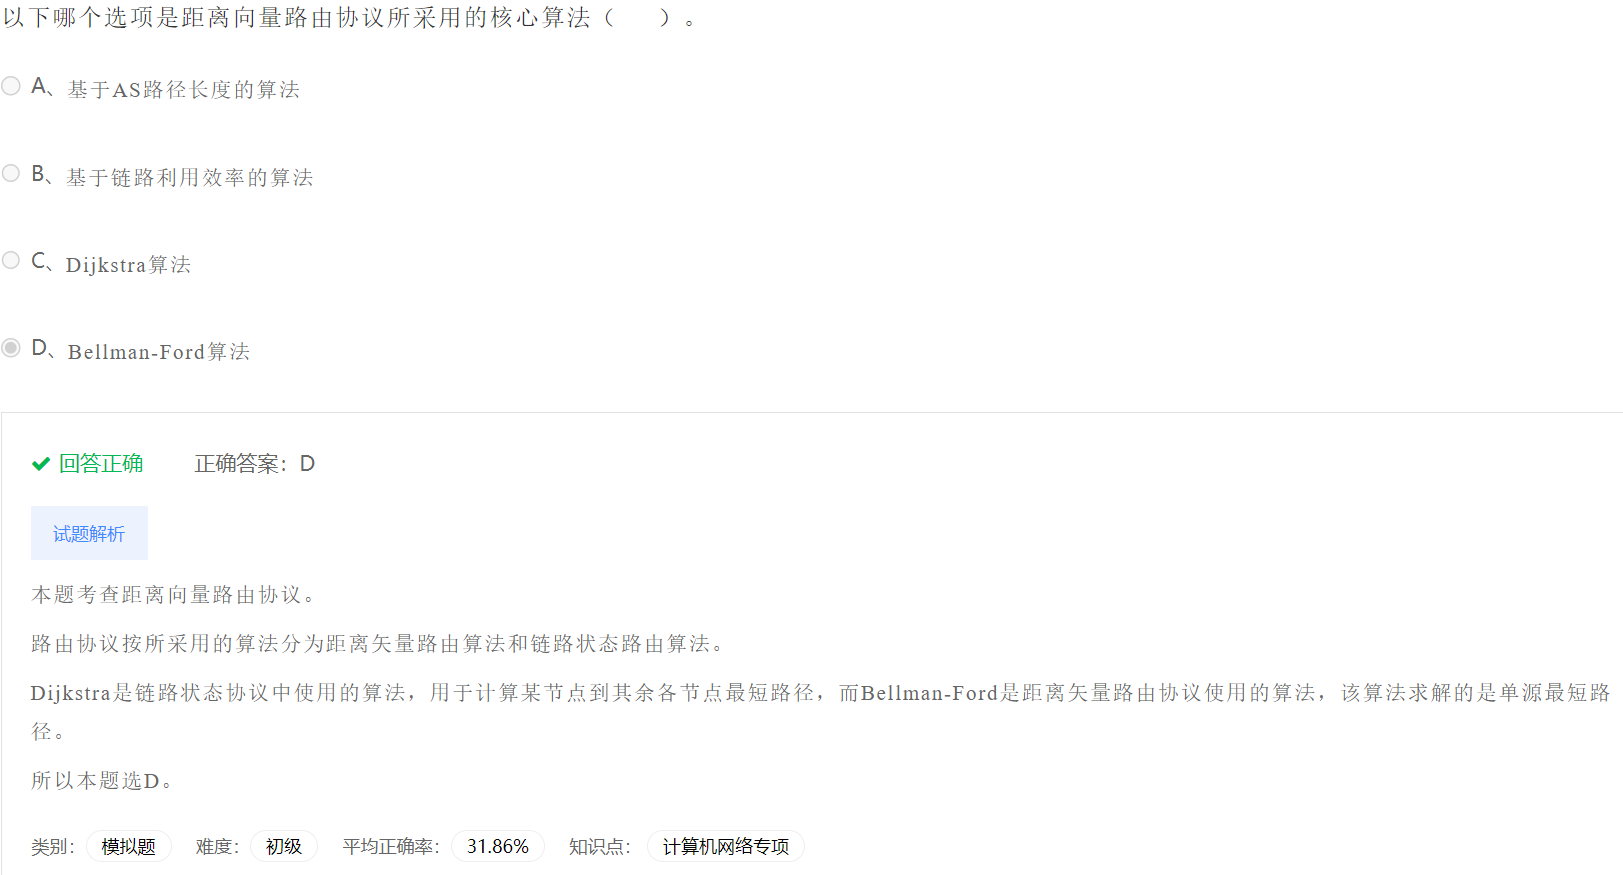 以下哪个选项是距离向量路由协议所采用的核心算法（　　）。
A、基于AS路径长度的算法
B、基于链路利用效率的算法
C、Dijkstra算法
D、Bellman-Ford算法
回答正确 正确答案：D
试题解析
本题考查距离向量路由协议。
路由协议按所采用的算法分为距离矢量路由算法和链路状态路由算法。
Dijkstra是链路状态协议中使用的算法，用于计算某节点到其余各节点最短路径，而Bellman-Ford是距离矢量路由协议使用的算法，该算法求解的是单源最短路
径。
所以本题选D。
类别： 模拟题 难度： 初级 平均正确率： 31.86% 知识点： 计算机网络专项